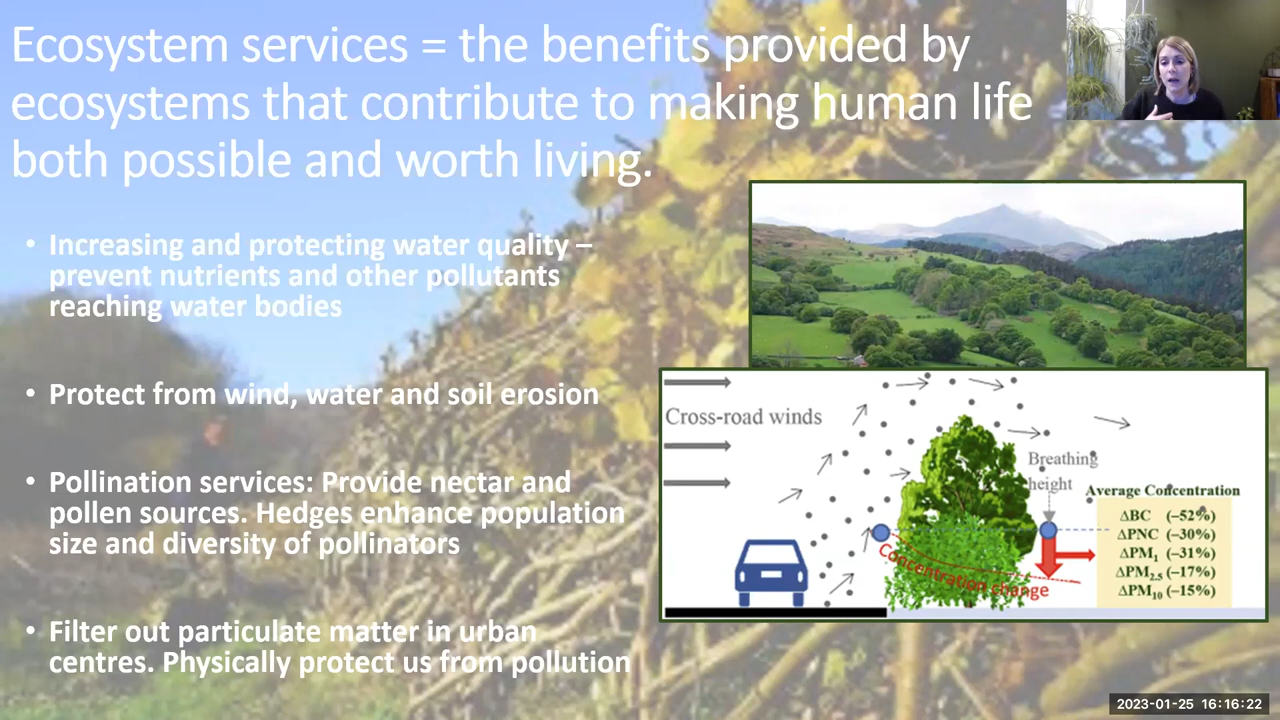 Ecosystem services = the benefits provided by
ecosystems that contribute to making human life
both possible and worth living.
• Increasing and protecting water quality –
prevent nutrients and other pollutants
reaching water bodies
• Protect from wind, water and soil erosion
• Pollination services: Provide nectar and
pollen sources. Hedges enhance population
size and diversity of pollinators
• Filter out particulate matter in urban
centres. Physically protect us from pollution
Cross-road winds
Breathing
height
Concentration change
Average Concentration
ΔBC (–52%)
ΔPNC (–30%)
ΔPM1 (–31%)
ΔPM2.5 (–17%)
ΔPM10 (–15%)
2023-01-25 16:16:22